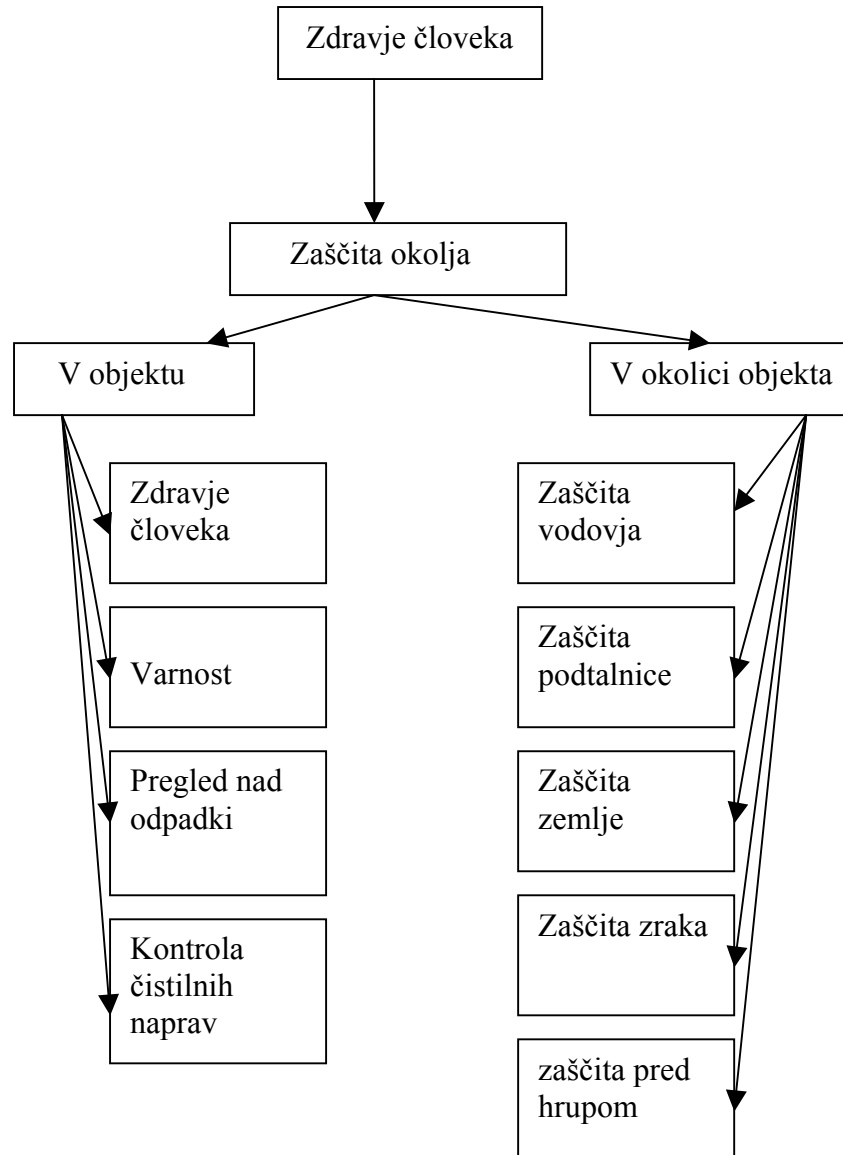 Zdravje človeka
Zaščita okolja
V objektu
V okolici objekta
Zdravje
človeka
Varnost
Pregled nad
odpadki
Kontrola
čistilnih
naprav
Zaščita
vodovja
Zaščita
podtalnice
Zaščita
zemlje
Zaščita zraka
zaščita pred
hrupom